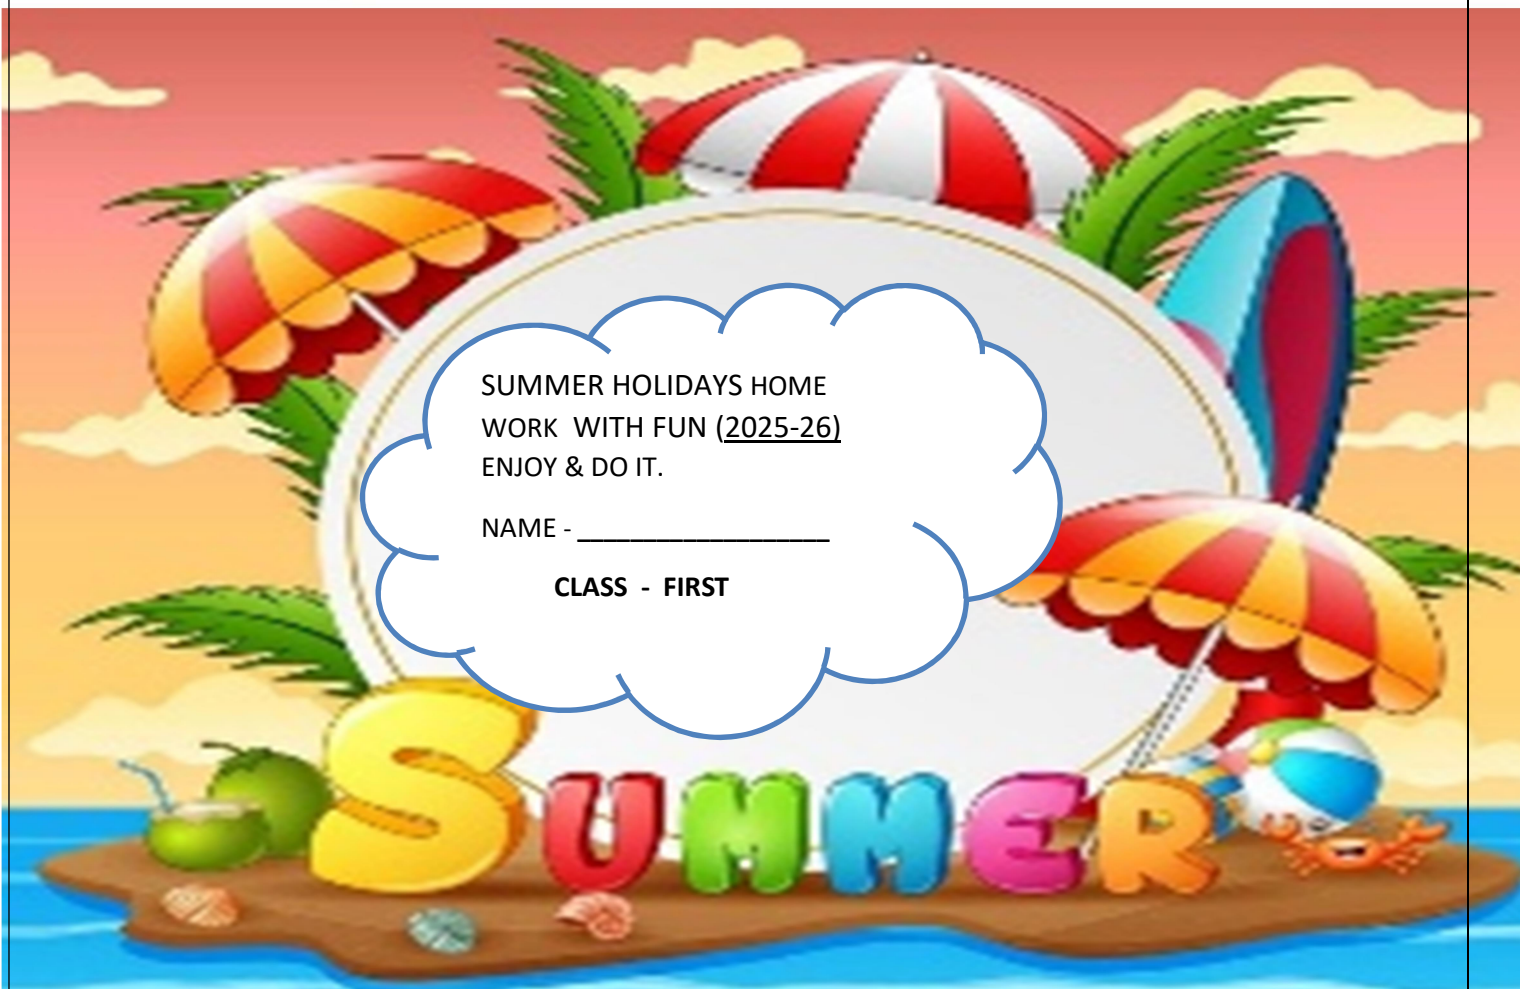 SUMMER HOLIDAYS HOME
WORK WITH FUN (2025-26)
ENJOY & DO IT.
NAME - ___________________
CLASS - FIRST
SUMMER